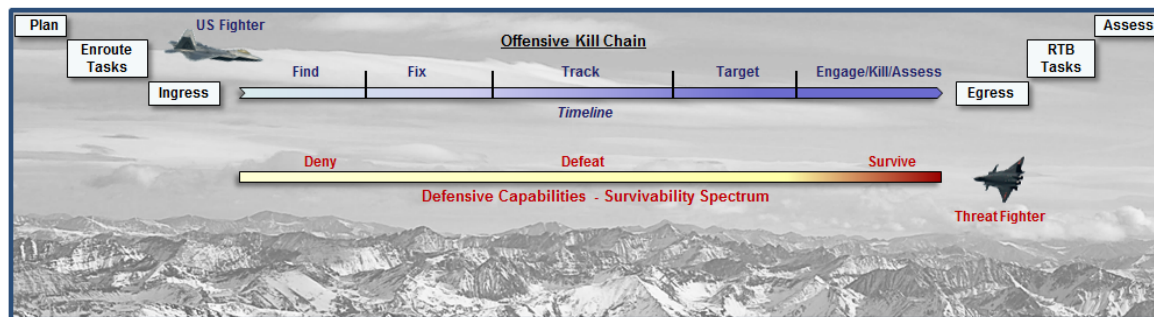 Plan
Enroute
Tasks
Ingress
US Fighter
Offensive Kill Chain
Find
Fix
Track
Target
Engage/Kill/Assess
Timeline
Egress
RTB
Tasks
Assess
Deny
Defeat
Survive
Defensive Capabilities - Survivability Spectrum
Threat Fighter